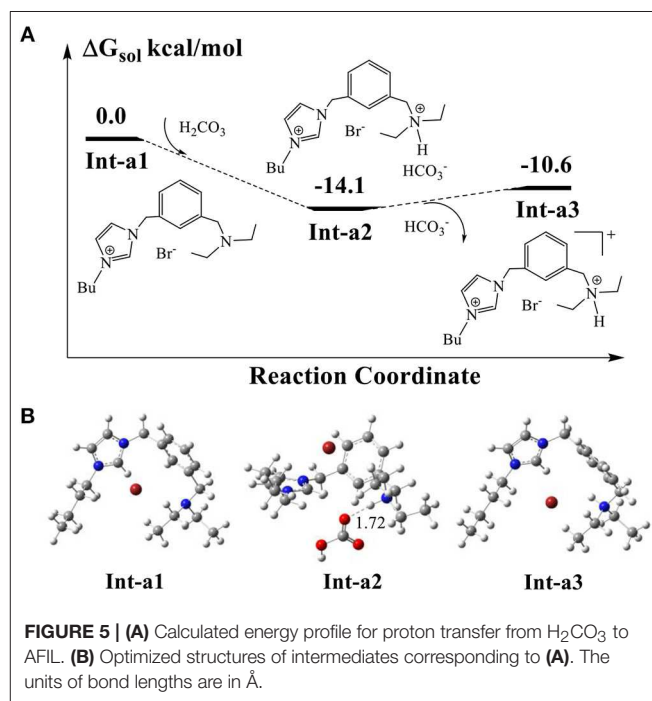 A
ΔG_sol kcal/mol
0.0
Int-a1
H₂CO₃
N
N
⊕
Bu
Br⁻
N
-14.1
Int-a2
N
N
⊕
Bu
Br⁻
⊕
N
H
HCO₃⁻
HCO₃⁻
-10.6
Int-a3
+
N
N
⊕
Bu
Br⁻
⊕
N
H
Reaction Coordinate
B
1.72
Int-a1 Int-a2 Int-a3
FIGURE 5 | (A) Calculated energy profile for proton transfer from H₂CO₃ to
AFIL. (B) Optimized structures of intermediates corresponding to (A). The
units of bond lengths are in Å.